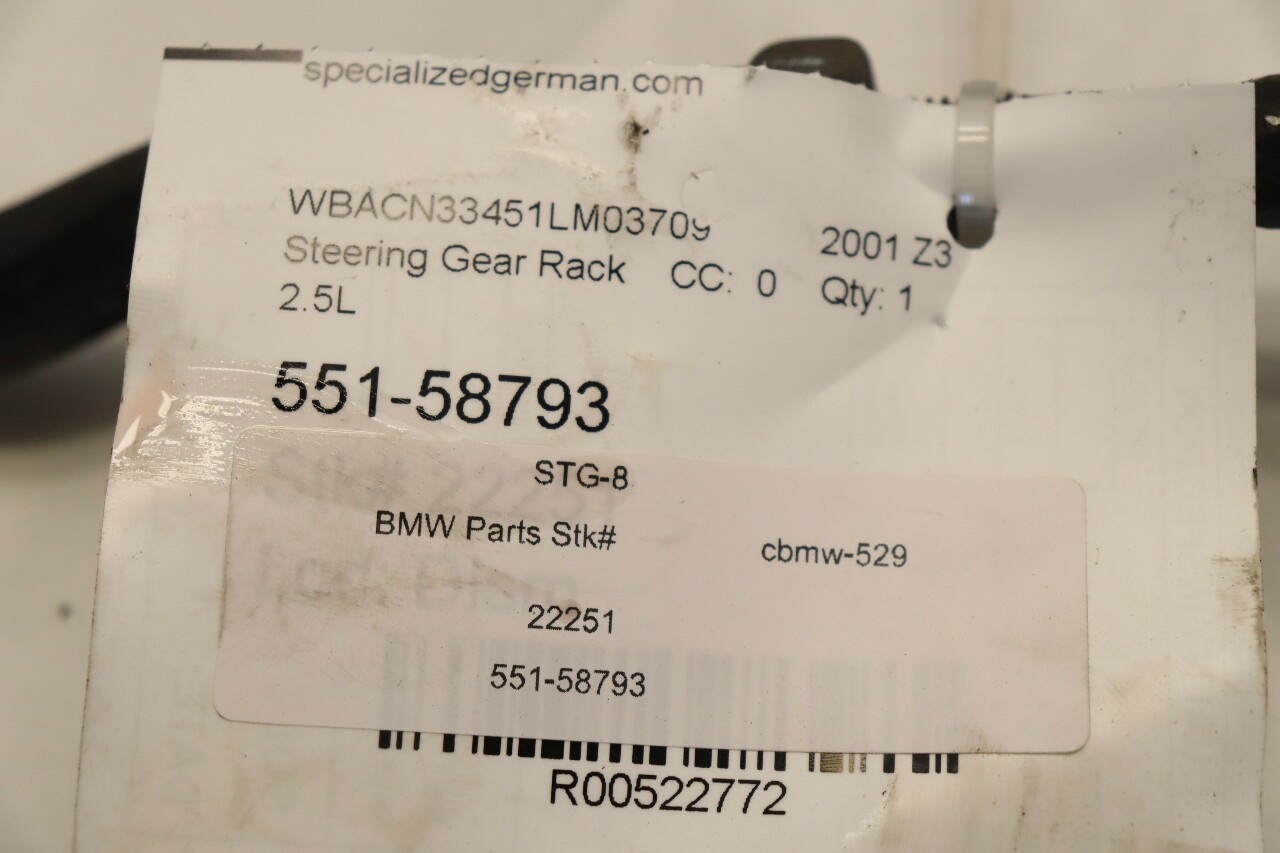 specializedgerman.com
WBACN33451LM03709 2001 Z3
Steering Gear Rack CC: 0 Qty: 1
2.5L
551-58793
STG-8
BMW Parts Stk# cbmw-529
22251
551-58793
R00522772